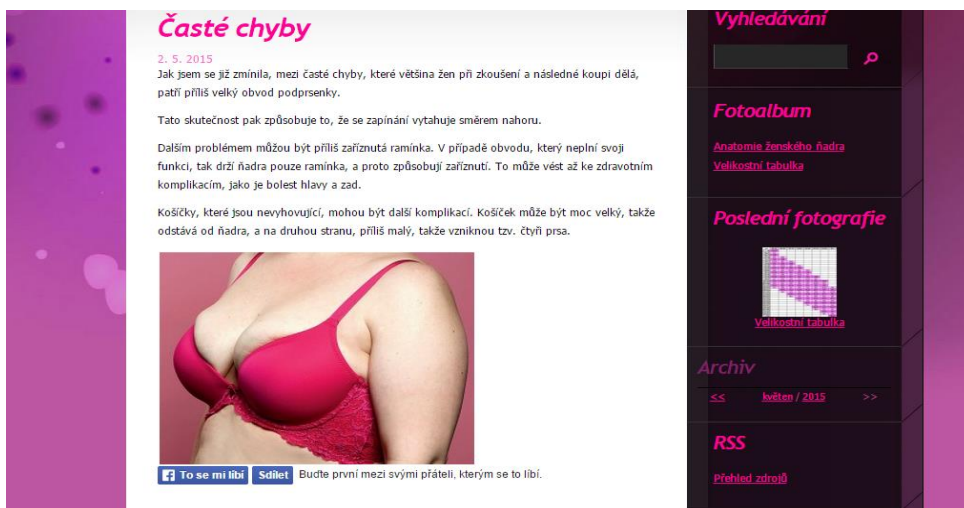 Časté chyby
2. 5. 2015
Jak jsem se již zmínila, mezi časté chyby, které většina žen při zkoušení a následné koupi dělá,
patří příliš velký obvod podprsenky.
Tato skutečnost pak způsobuje to, že se zapínání vytahuje směrem nahoru.
Dalším problémem můžou být příliš zaříznutá ramínka. V případě obvodu, který neplní svoji
funkci, tak drží ňadra pouze ramínka, a proto způsobují zaříznutí. To může vést až ke zdravotním
komplikacím, jako je bolest hlavy a zad.
Košíčky, které jsou nevyhovující, mohou být další komplikací. Košíček může být moc velký, takže
odstává od ňadra, a na druhou stranu, příliš malý, takže vzniknou tzv. čtyři prsa.
To se mi líbí Sdílet Buďte první mezi svými přáteli, kterým se to líbí.
Vyhledávání
Fotoalbum
Anatomie ženského ňadra
Velikostní tabulka
Poslední fotografie
Velikostní tabulka
Archiv
<< květen / 2015 >>
RSS
Přehled zdrojů